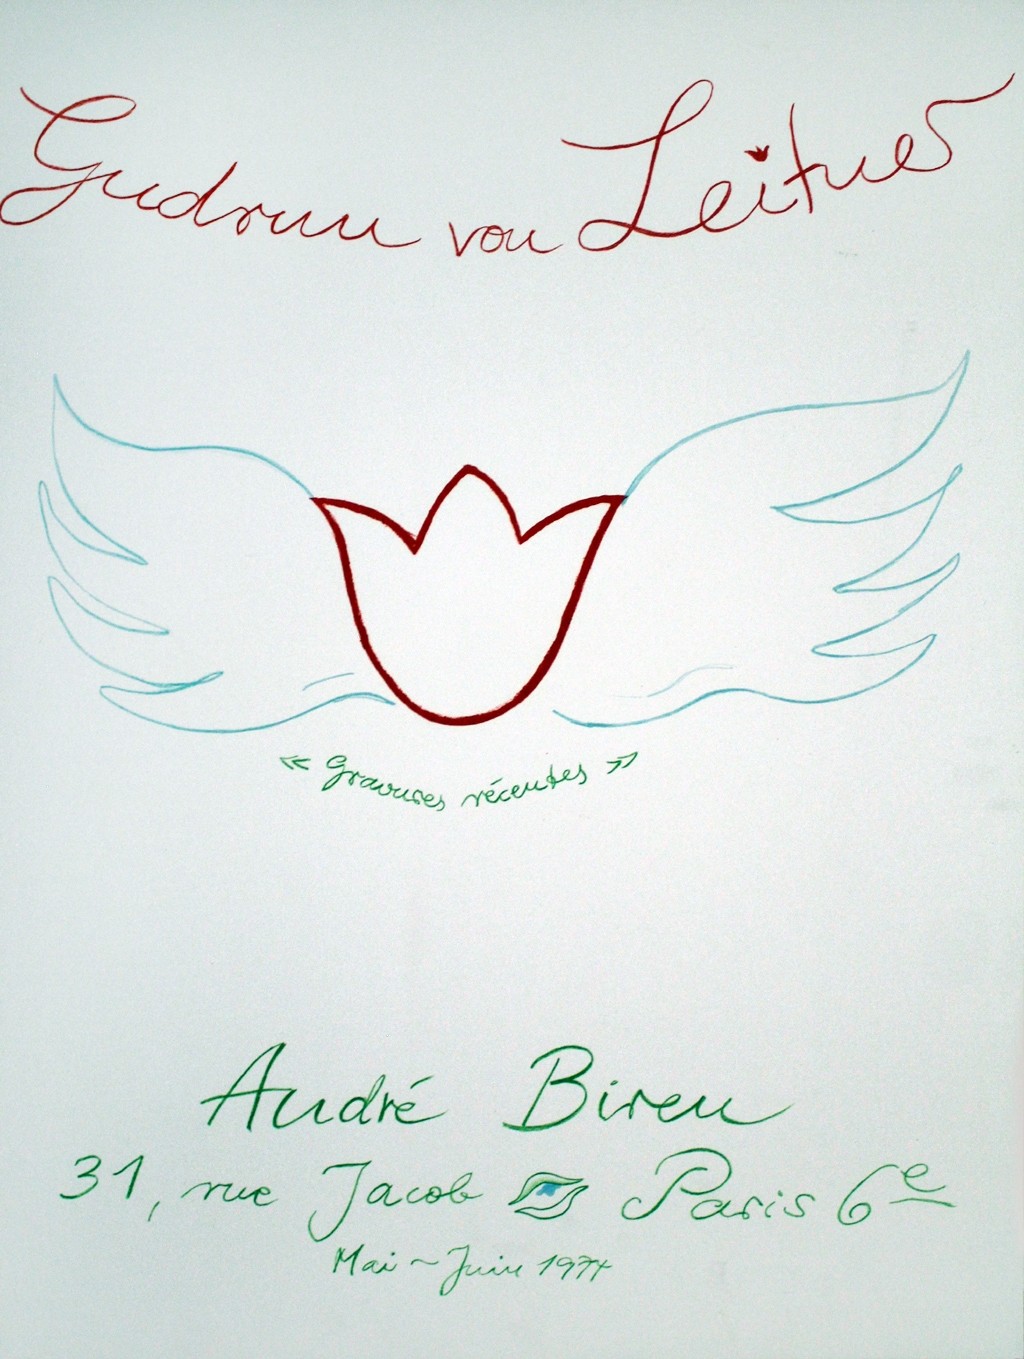 Gudrun von Leitner
« Gravures récentes »
André Biren
31, rue Jacob Paris 6e
Mai ~ Juin 1974